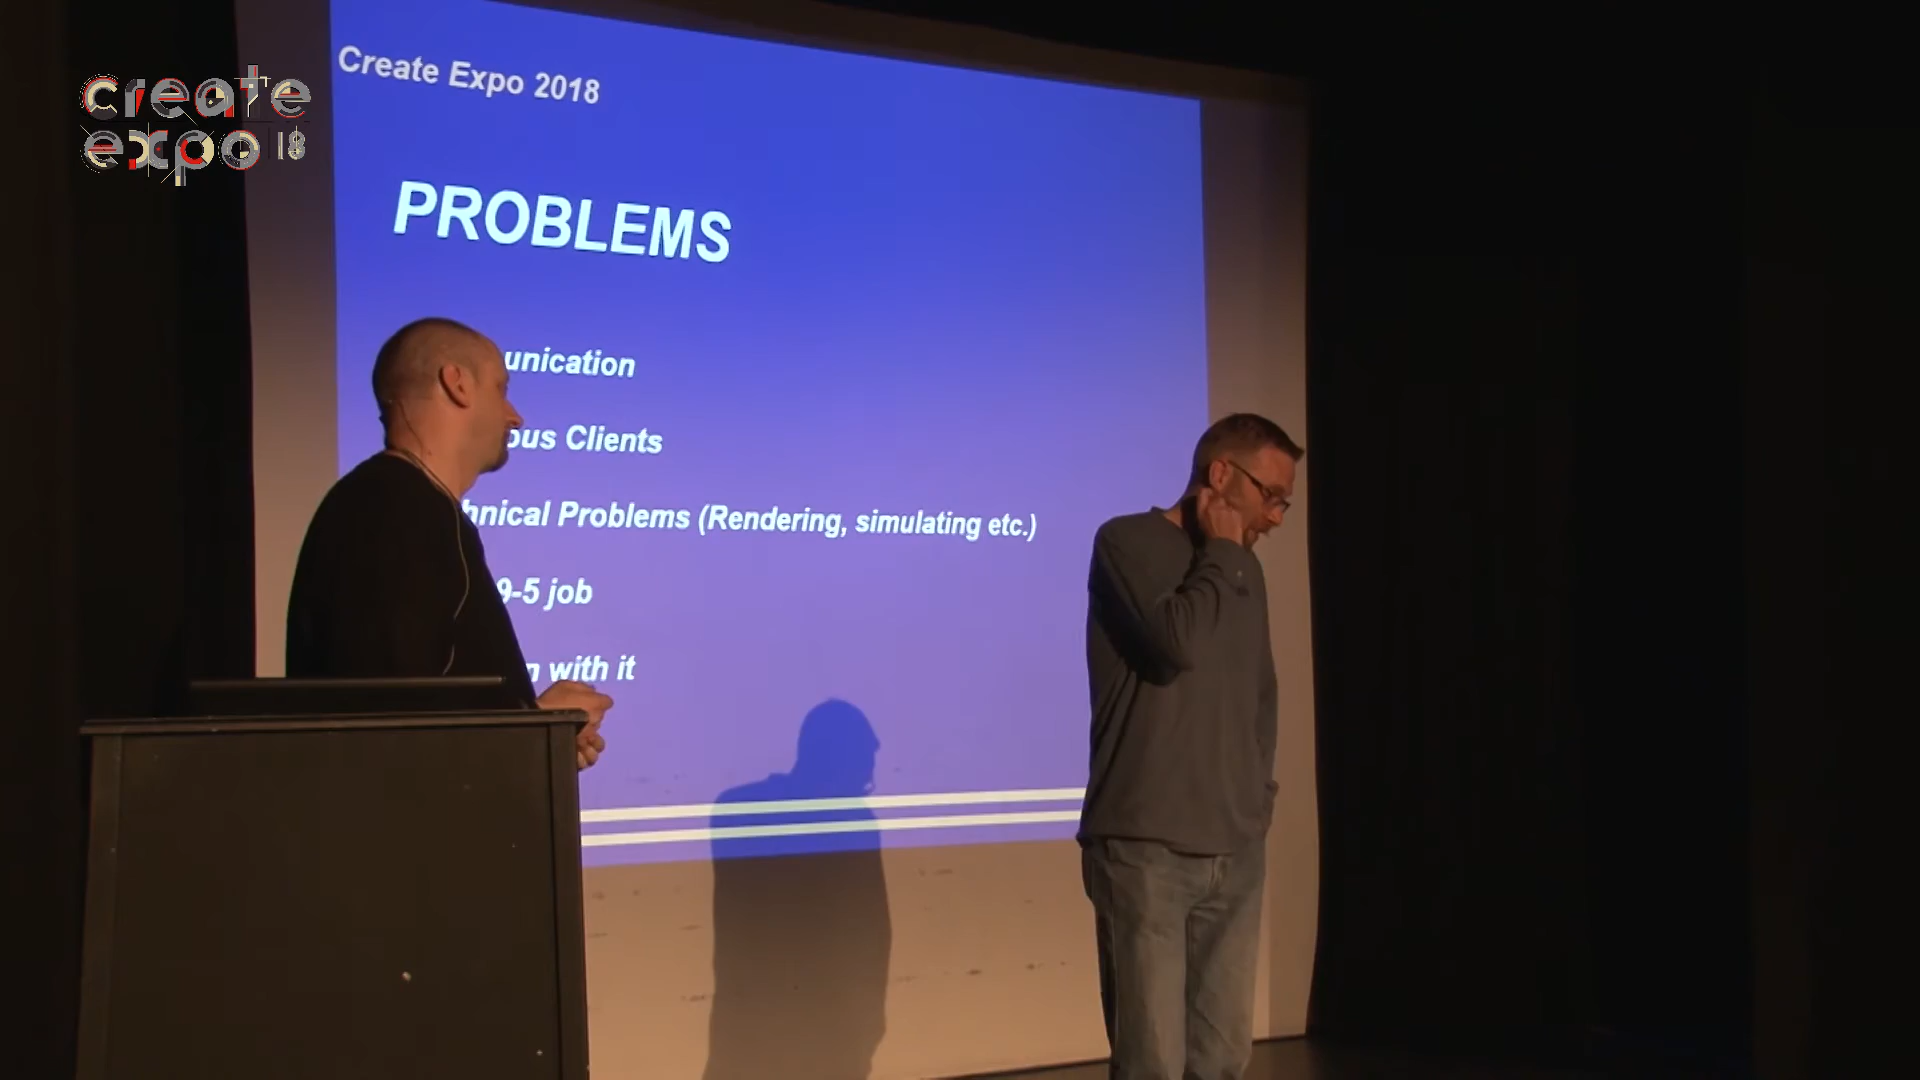 create
expo 18
Create Expo 2018
PROBLEMS
unication
ous Clients
hnical Problems (Rendering, simulating etc.)
9-5 job
with it